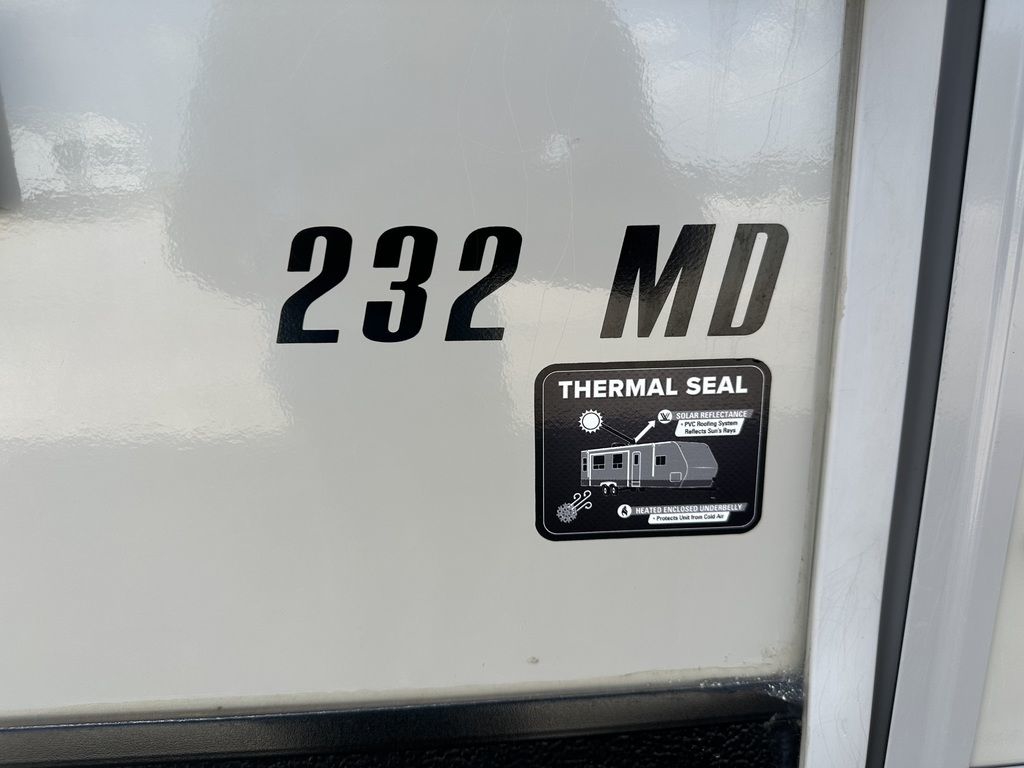 232 MD
THERMAL SEAL
SOLAR REFLECTANCE
• PVC Roofing System
Reflects Sun's Rays
HEATED ENCLOSED UNDERBELLY
• Protects Unit from Cold Air